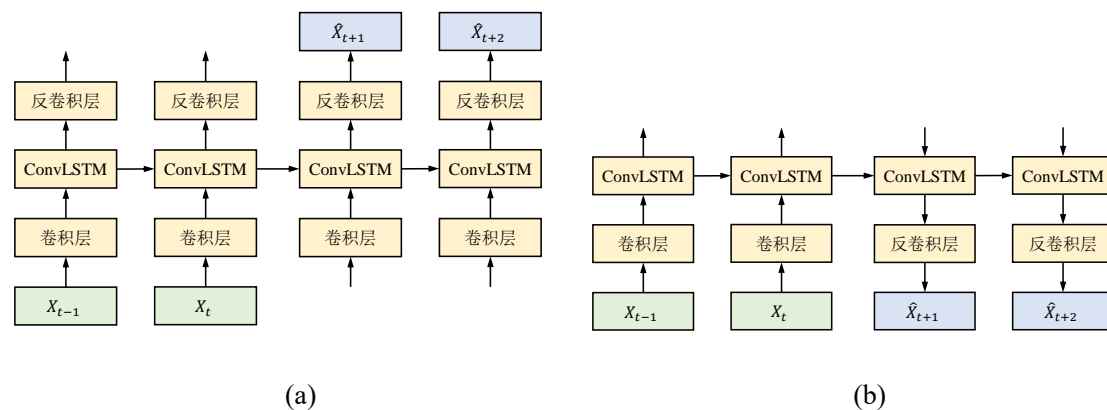 X̂_{t+1} X̂_{t+2}
反卷积层 反卷积层 反卷积层 反卷积层
ConvLSTM ConvLSTM ConvLSTM ConvLSTM
卷积层 卷积层 卷积层 卷积层
X_{t−1} X_t
(a)
ConvLSTM ConvLSTM ConvLSTM ConvLSTM
卷积层 卷积层 反卷积层 反卷积层
X_{t−1} X_t X̂_{t+1} X̂_{t+2}
(b)